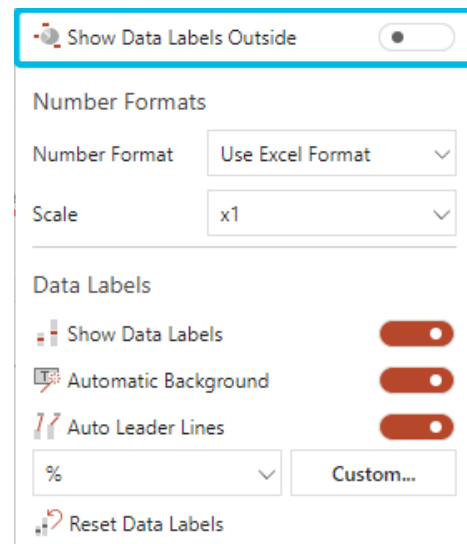 Show Data Labels Outside
Number Formats
Number Format Use Excel Format
Scale x1
Data Labels
Show Data Labels
Automatic Background
Auto Leader Lines
% Custom...
Reset Data Labels